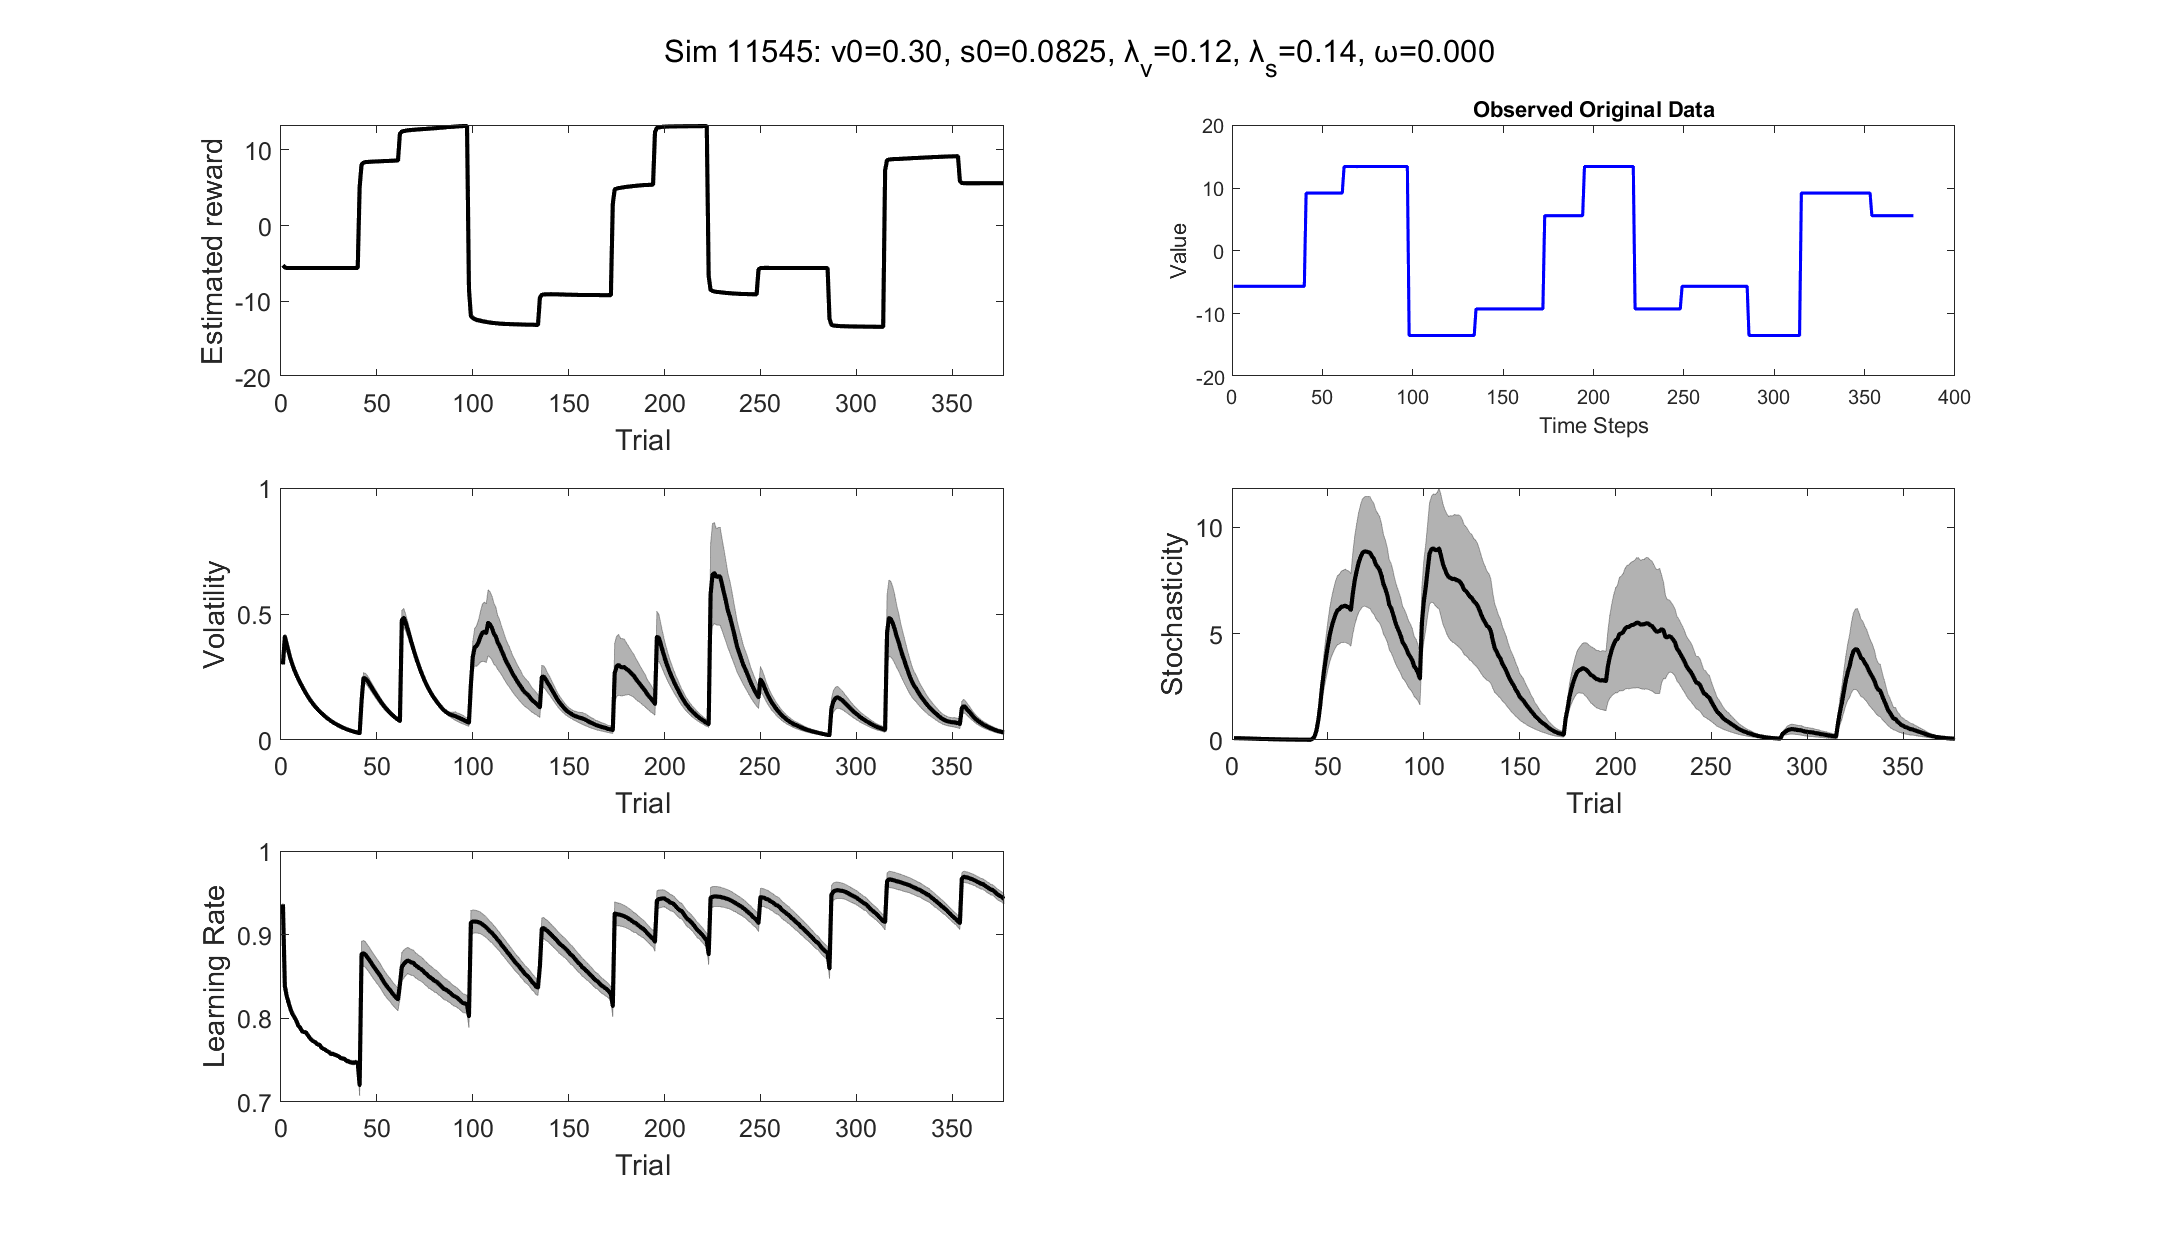 Sim 11545: v0=0.30, s0=0.0825, λ_v=0.12, λ_s=0.14, ω=0.000
Estimated reward
10
0
-10
-20
0 50 100 150 200 250 300 350
Trial
Observed Original Data
Value
20
10
0
-10
-20
0 50 100 150 200 250 300 350 400
Time Steps
Volatility
1
0.5
0
0 50 100 150 200 250 300 350
Trial
Stochasticity
10
5
0
0 50 100 150 200 250 300 350
Trial
Learning Rate
1
0.9
0.8
0.7
0 50 100 150 200 250 300 350
Trial